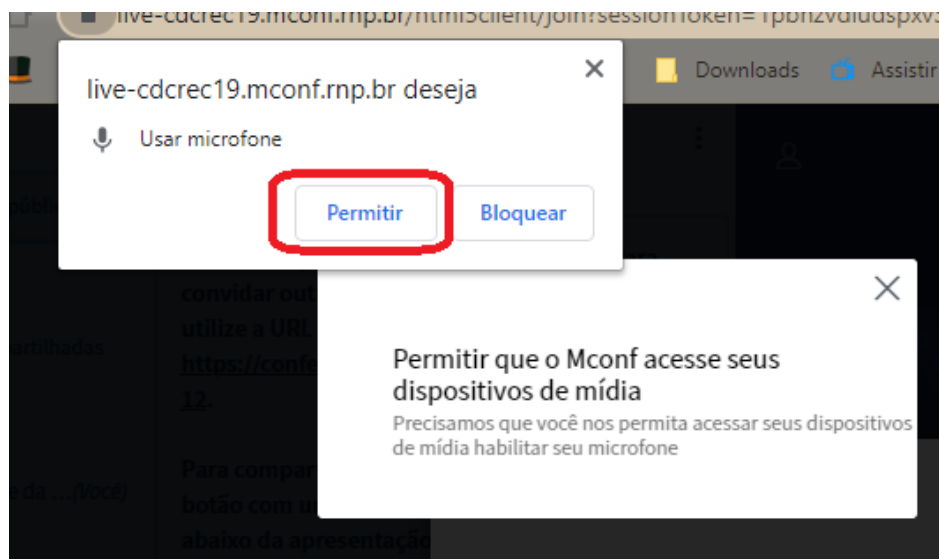 live-cdcrec19.mconf.rnp.br/html5client/join?sessionToken=
Downloads
Assistir
live-cdcrec19.mconf.rnp.br deseja
Usar microfone
Permitir
Bloquear
convidar out
utilize a URL
https://confe
12.
artilhadas
Permitir que o Mconf acesse seus
dispositivos de mídia
Precisamos que você nos permita acessar seus dispositivos
de mídia habilitar seu microfone
Para compar
e da ...(Você)
botão com u
abaixo da apresentação